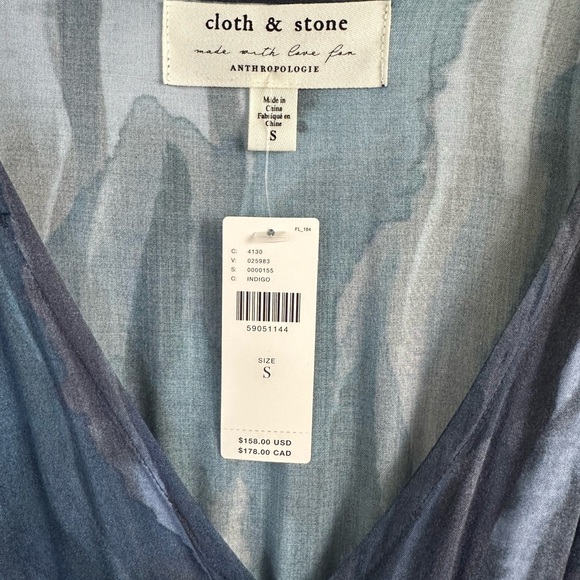 cloth & stone
made with love for
ANTHROPOLOGIE
Made in
China
Fabriqué en
Chine
S
FL_184
C: 4130
V: 025983
S: 0000155
C: INDIGO
59051144
SIZE
S
$158.00 USD
$178.00 CAD